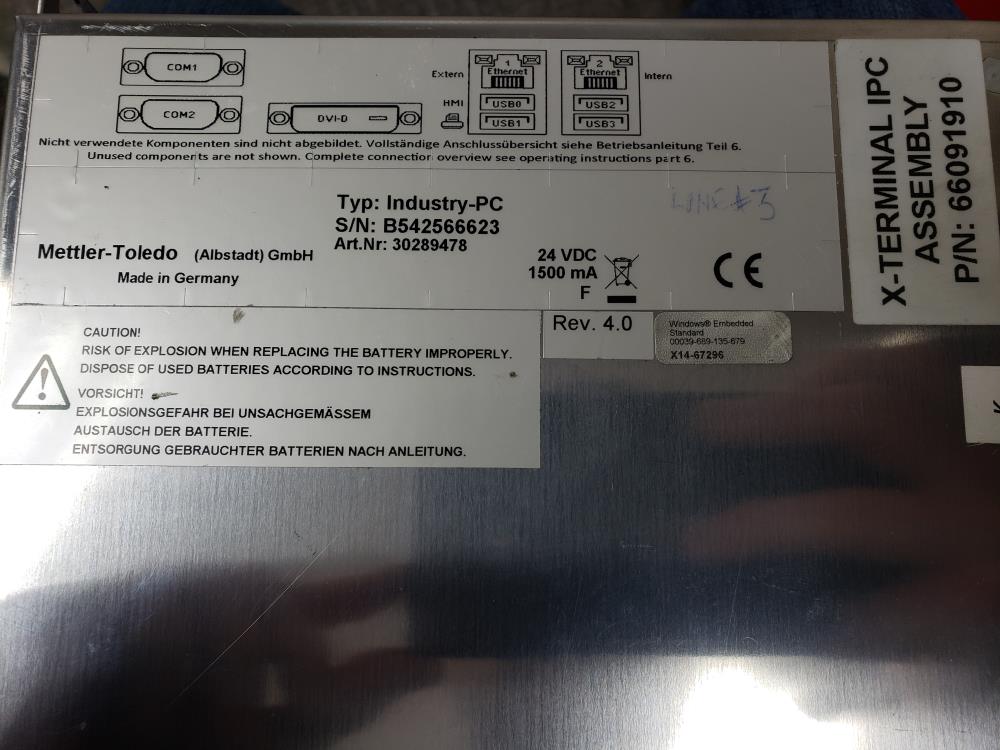 COM1
COM2
DVI-D
Extern
HMI
1
Ethernet
USB0
USB1
2
Ethernet
USB2
USB3
Intern
Nicht verwendete Komponenten sind nicht abgebildet. Vollständige Anschlussübersicht siehe Betriebsanleitung Teil 6.
Unused components are not shown. Complete connection overview see operating instructions part 6.
Typ: Industry-PC
S/N: B542566623
Art.Nr: 30289478
LINE #3
Mettler-Toledo (Albstadt) GmbH
Made in Germany
24 VDC
1500 mA
F
CE
X-TERMINAL IPC
ASSEMBLY
P/N: 66091910
Rev. 4.0
Windows® Embedded
Standard
00039-689-135-679
X14-67296
CAUTION!
RISK OF EXPLOSION WHEN REPLACING THE BATTERY IMPROPERLY.
DISPOSE OF USED BATTERIES ACCORDING TO INSTRUCTIONS.
VORSICHT!
EXPLOSIONSGEFAHR BEI UNSACHGEMÄSSEM
AUSTAUSCH DER BATTERIE.
ENTSORGUNG GEBRAUCHTER BATTERIEN NACH ANLEITUNG.